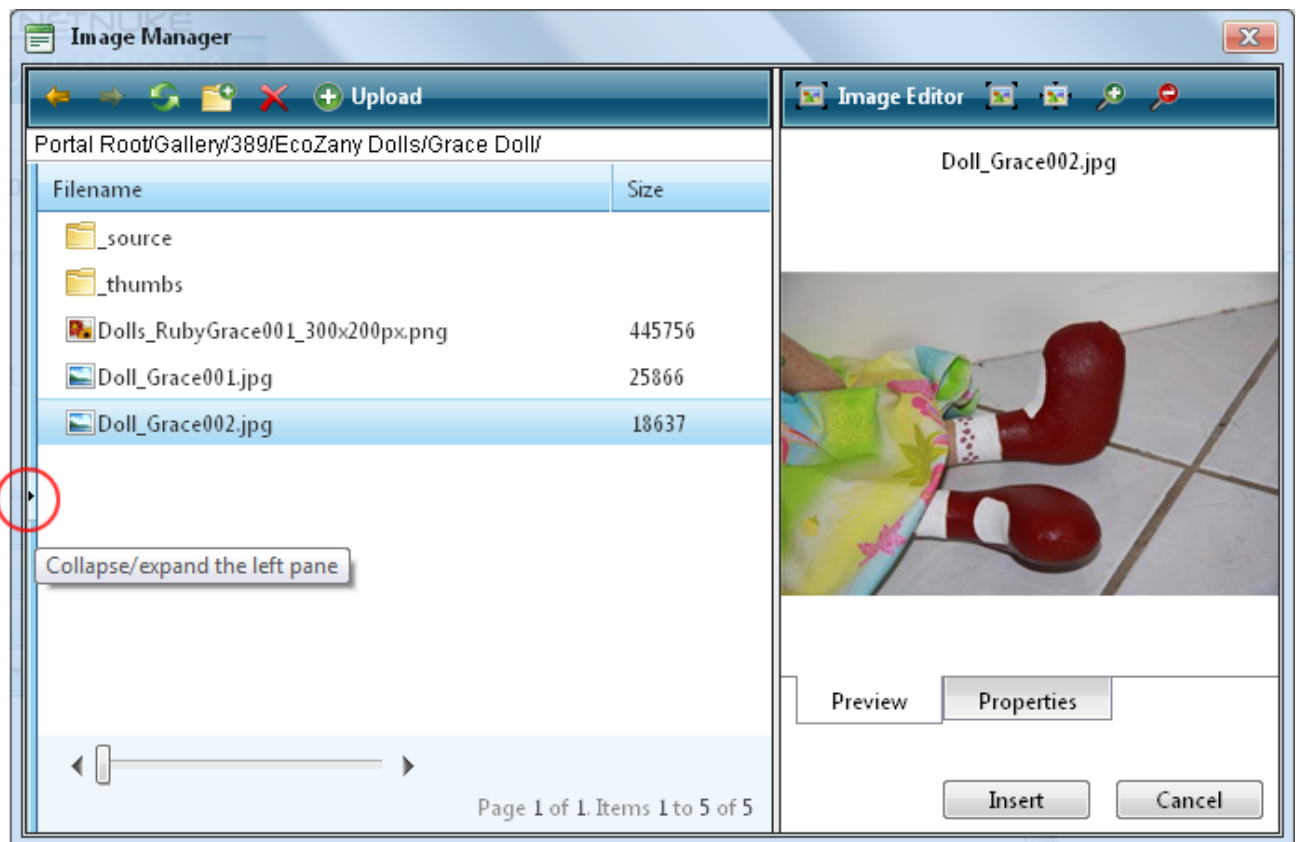 NETNUKE
Image Manager
Upload
Image Editor
Portal Root/Gallery/389/EcoZany Dolls/Grace Doll/
Doll_Grace002.jpg
Filename Size
_source
_thumbs
Dolls_RubyGrace001_300x200px.png 445756
Doll_Grace001.jpg 25866
Doll_Grace002.jpg 18637
Collapse/expand the left pane
Preview Properties
Page 1 of 1. Items 1 to 5 of 5
Insert Cancel